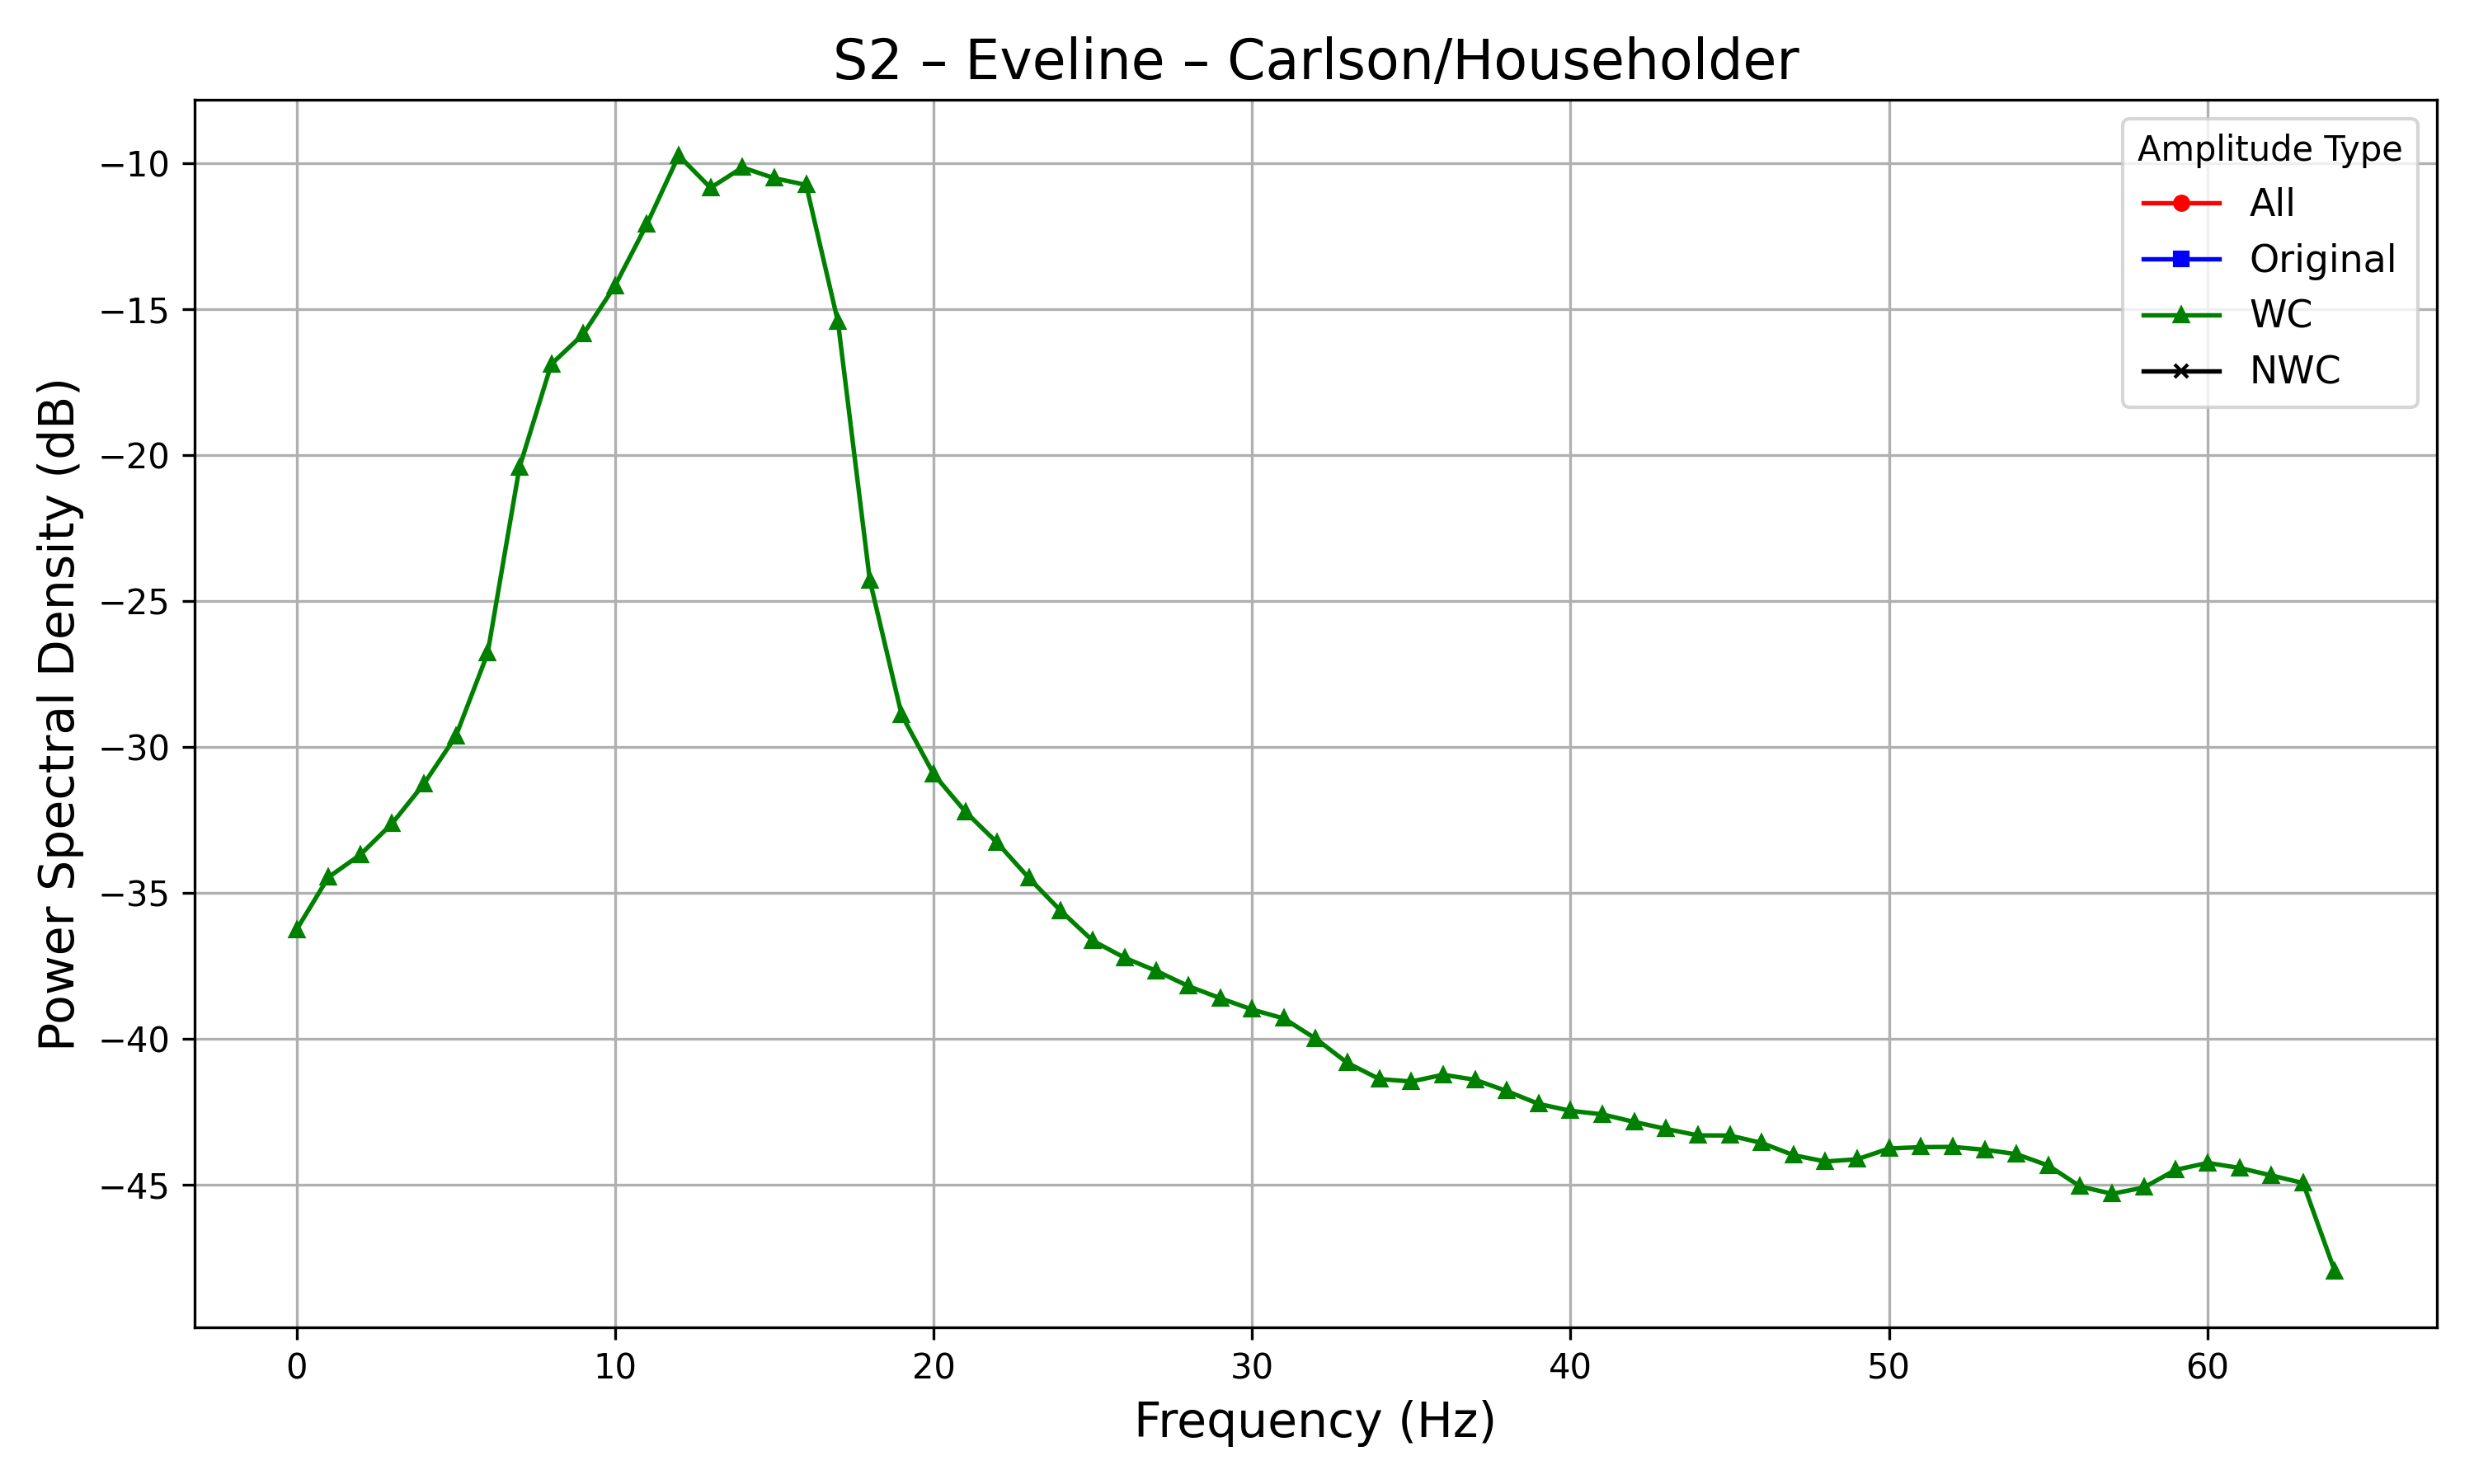 S2 – Eveline – Carlson/Householder
Power Spectral Density (dB)
−10
−15
−20
−25
−30
−35
−40
−45
Amplitude Type
All
Original
WC
NWC
0 10 20 30 40 50 60
Frequency (Hz)